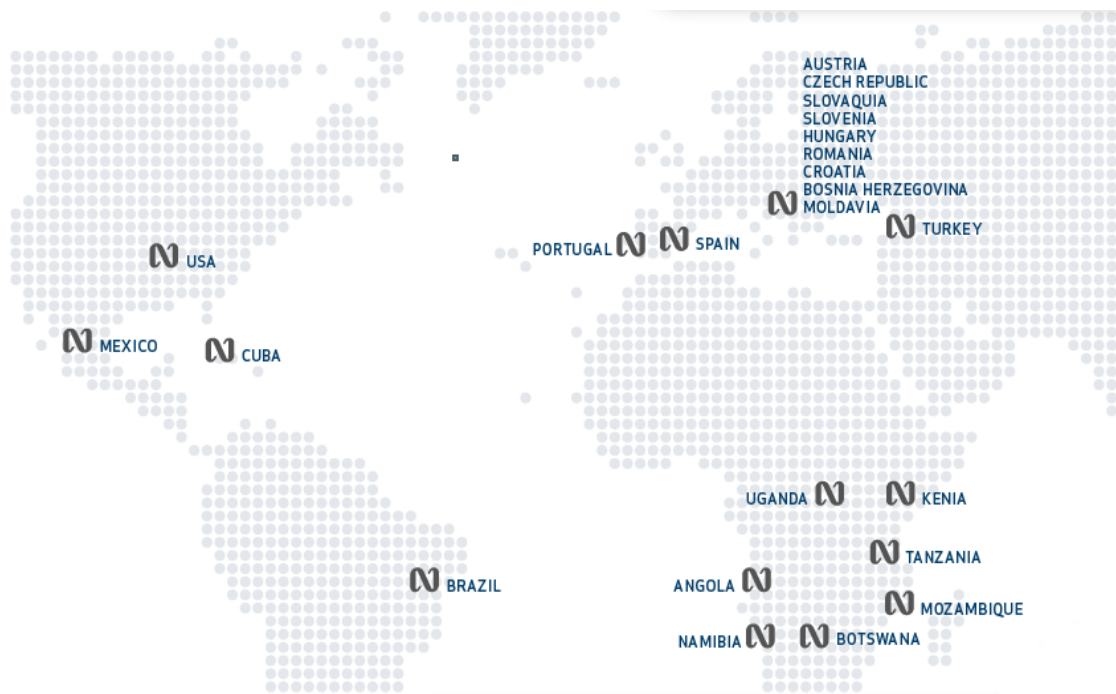 AUSTRIA
CZECH REPUBLIC
SLOVAQUIA
SLOVENIA
HUNGARY
ROMANIA
CROATIA
BOSNIA HERZEGOVINA
MOLDAVIA
TURKEY
PORTUGAL
SPAIN
USA
MEXICO
CUBA
UGANDA
KENIA
TANZANIA
ANGOLA
BRAZIL
MOZAMBIQUE
NAMIBIA
BOTSWANA